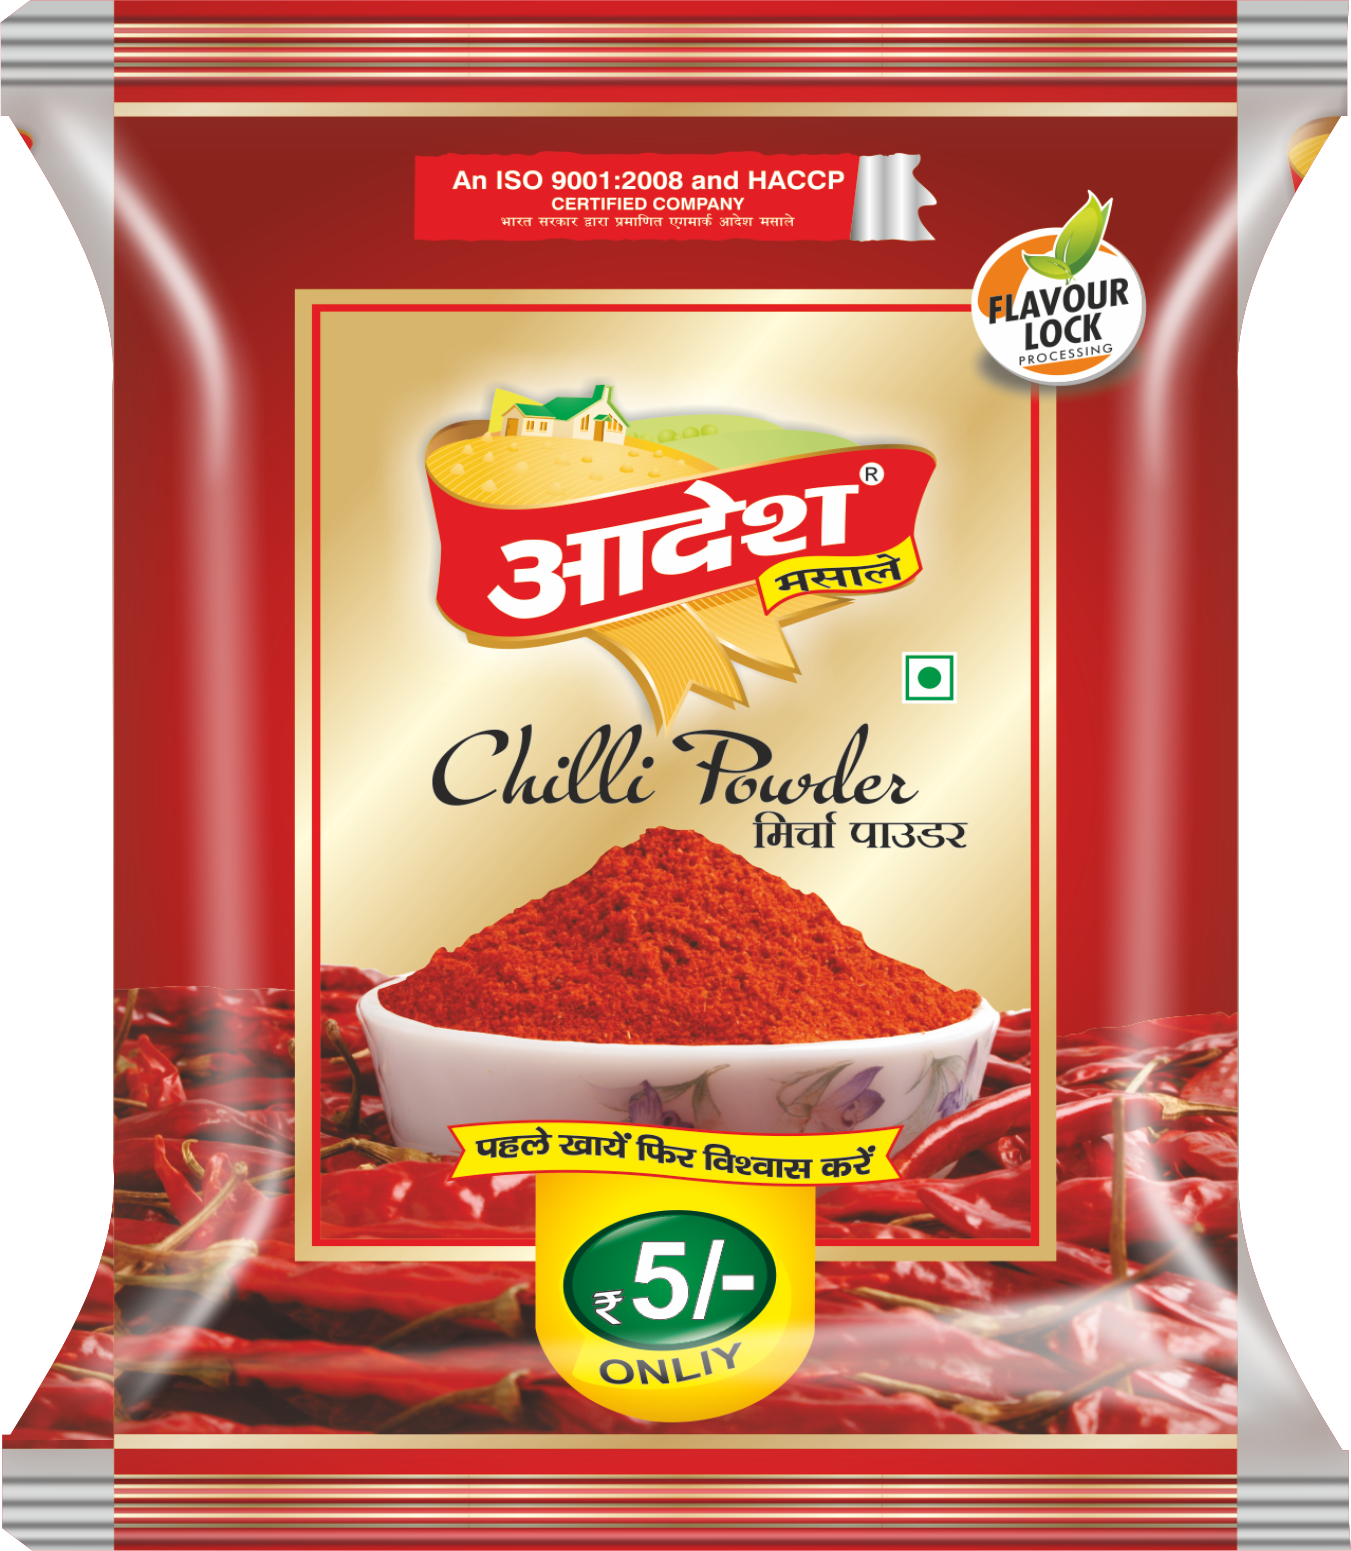 An ISO 9001:2008 and HACCP
CERTIFIED COMPANY
भारत सरकार द्वारा प्रमाणित एगमार्क आदेश मसाले
FLAVOUR
LOCK
PROCESSING
आदेश ®
मसाले
Chilli Powder
मिर्चा पाउडर
पहले खायें फिर विश्वास करें
₹ 5/-
ONLIY